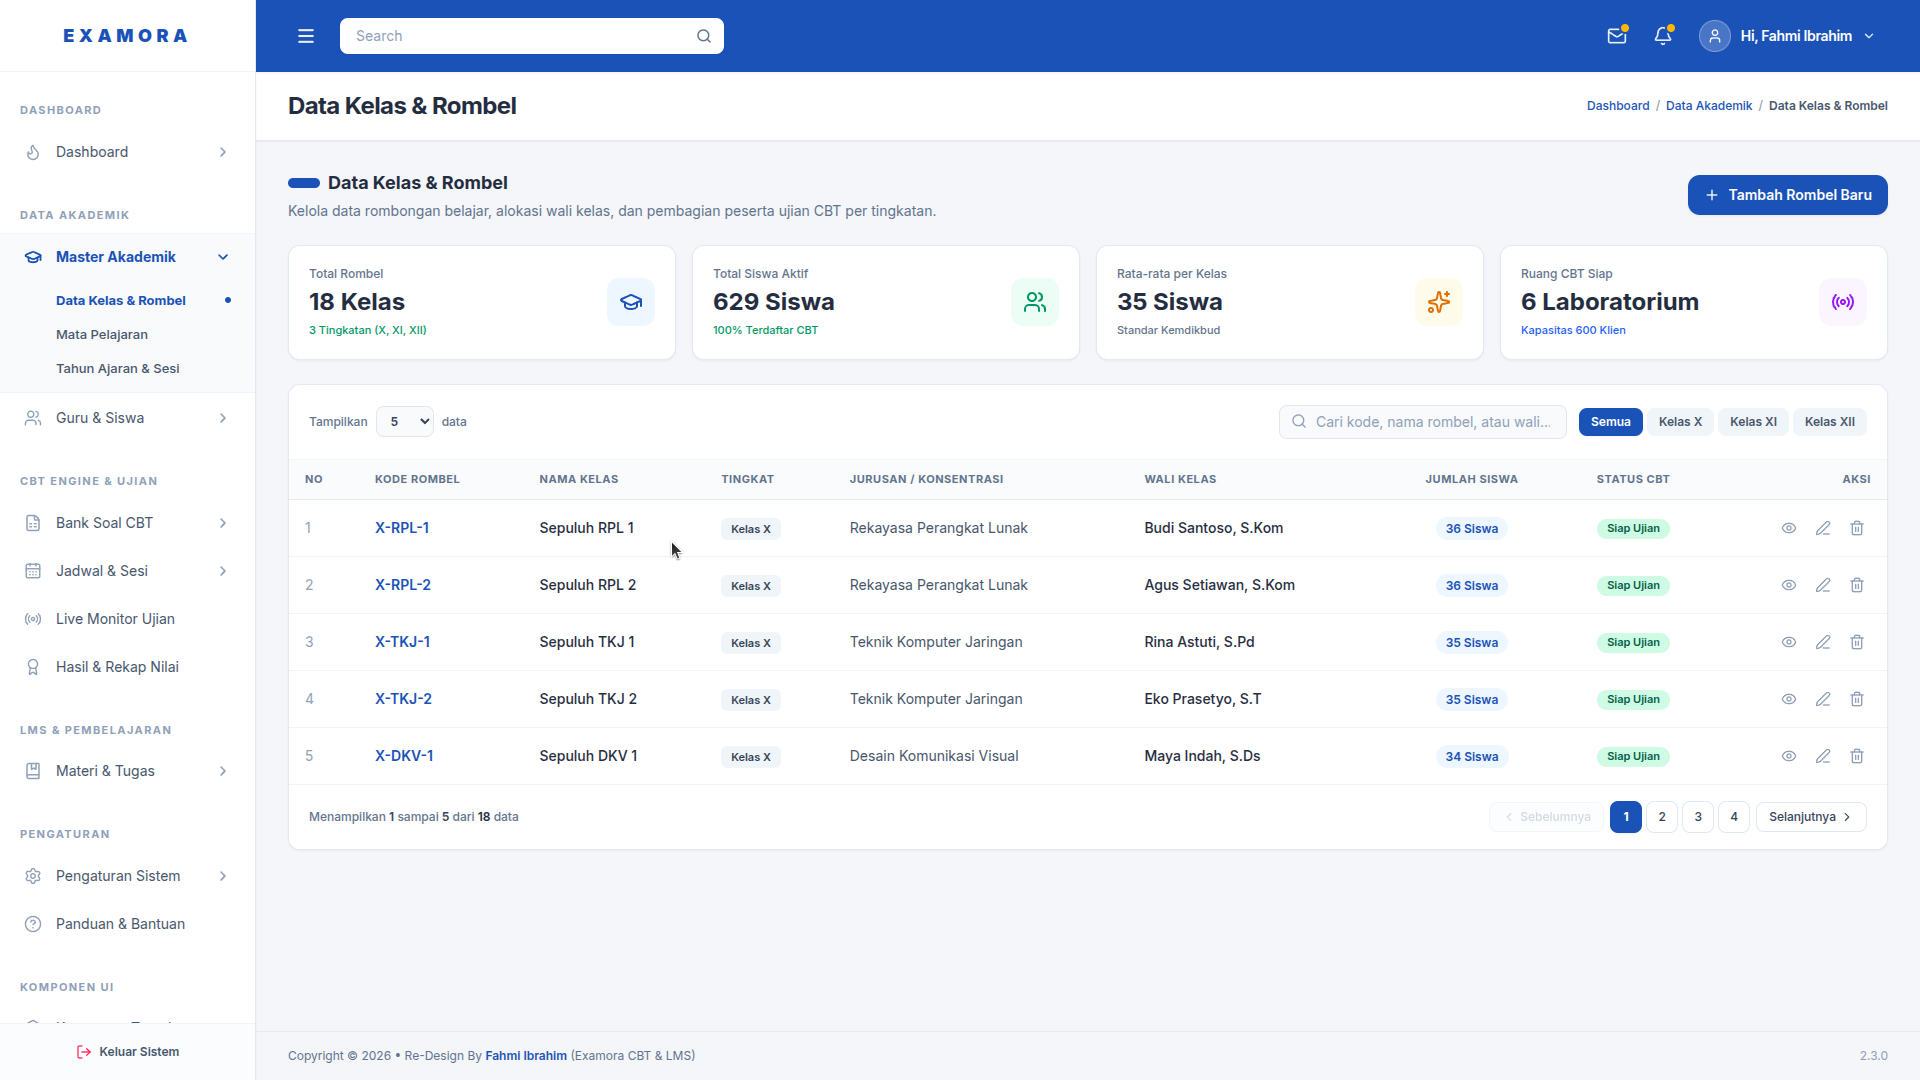 EXAMORA
Search
Hi, Fahmi Ibrahim
DASHBOARD
Dashboard
DATA AKADEMIK
Master Akademik
Data Kelas & Rombel
Mata Pelajaran
Tahun Ajaran & Sesi
Guru & Siswa
CBT ENGINE & UJIAN
Bank Soal CBT
Jadwal & Sesi
Live Monitor Ujian
Hasil & Rekap Nilai
LMS & PEMBELAJARAN
Materi & Tugas
PENGATURAN
Pengaturan Sistem
Panduan & Bantuan
KOMPONEN UI
Keluar Sistem
Data Kelas & Rombel
Dashboard / Data Akademik / Data Kelas & Rombel
Data Kelas & Rombel
Kelola data rombongan belajar, alokasi wali kelas, dan pembagian peserta ujian CBT per tingkatan.
Tambah Rombel Baru
Total Rombel
18 Kelas
3 Tingkatan (X, XI, XII)
Total Siswa Aktif
629 Siswa
100% Terdaftar CBT
Rata-rata per Kelas
35 Siswa
Standar Kemdikbud
Ruang CBT Siap
6 Laboratorium
Kapasitas 600 Klien
Tampilkan 5 data
Cari kode, nama rombel, atau wali...
Semua Kelas X Kelas XI Kelas XII
NO KODE ROMBEL NAMA KELAS TINGKAT JURUSAN / KONSENTRASI WALI KELAS JUMLAH SISWA STATUS CBT AKSI
1 X-RPL-1 Sepuluh RPL 1 Kelas X Rekayasa Perangkat Lunak Budi Santoso, S.Kom 36 Siswa Siap Ujian
2 X-RPL-2 Sepuluh RPL 2 Kelas X Rekayasa Perangkat Lunak Agus Setiawan, S.Kom 36 Siswa Siap Ujian
3 X-TKJ-1 Sepuluh TKJ 1 Kelas X Teknik Komputer Jaringan Rina Astuti, S.Pd 35 Siswa Siap Ujian
4 X-TKJ-2 Sepuluh TKJ 2 Kelas X Teknik Komputer Jaringan Eko Prasetyo, S.T 35 Siswa Siap Ujian
5 X-DKV-1 Sepuluh DKV 1 Kelas X Desain Komunikasi Visual Maya Indah, S.Ds 34 Siswa Siap Ujian
Menampilkan 1 sampai 5 dari 18 data
Sebelumnya 1 2 3 4 Selanjutnya
Copyright © 2026 • Re-Design By Fahmi Ibrahim (Examora CBT & LMS)
2.3.0